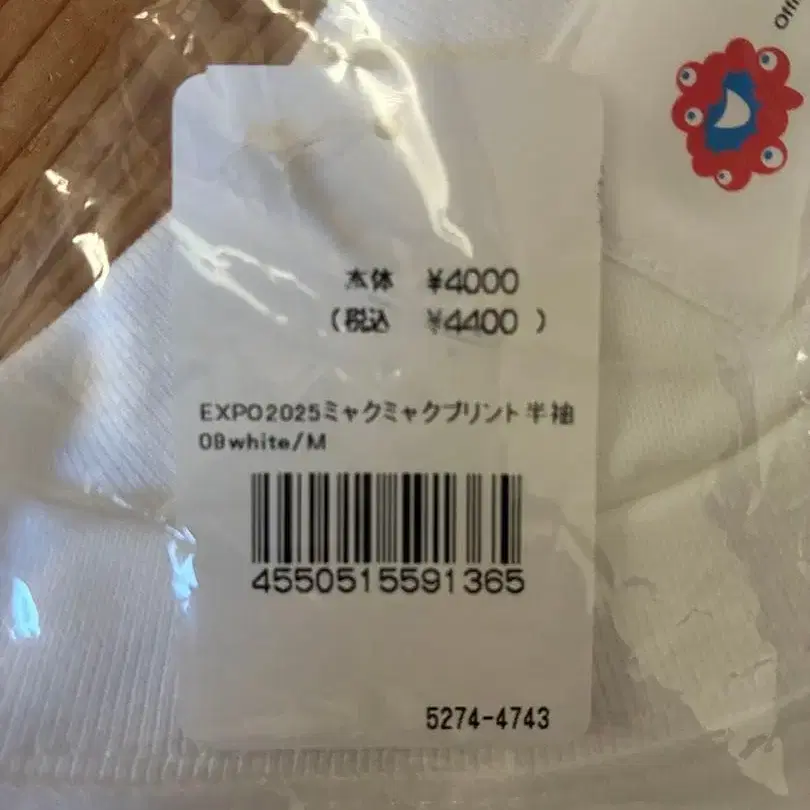 本体 ¥4000
(税込 ¥4400 )
EXPO2025ミャクミャクプリント半袖
09white/M
4550515591365
5274-4743